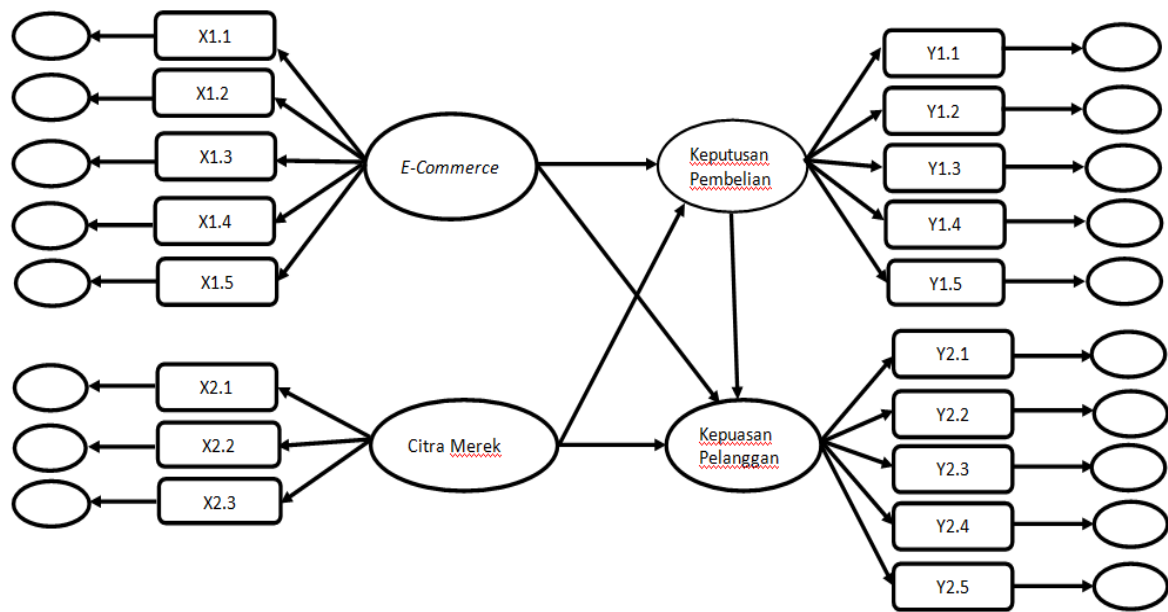 X1.1
X1.2
X1.3
X1.4
X1.5
E-Commerce
X2.1
X2.2
X2.3
Citra Merek
Keputusan
Pembelian
Kepuasan
Pelanggan
Y1.1
Y1.2
Y1.3
Y1.4
Y1.5
Y2.1
Y2.2
Y2.3
Y2.4
Y2.5